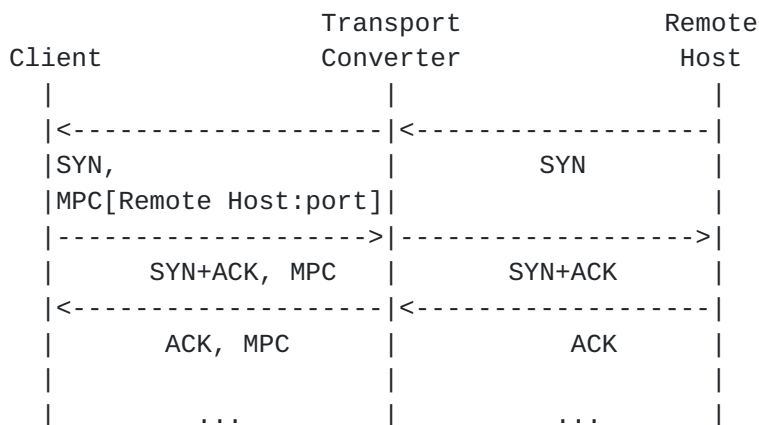 Transport Remote
Client Converter Host
| | |
|<--------------------|<-------------------|
|SYN, | SYN |
|MPC[Remote Host:port]| |
|-------------------->|------------------->|
| SYN+ACK, MPC | SYN+ACK |
|<--------------------|<-------------------|
| ACK, MPC | ACK |
| | |
| ... | ... |